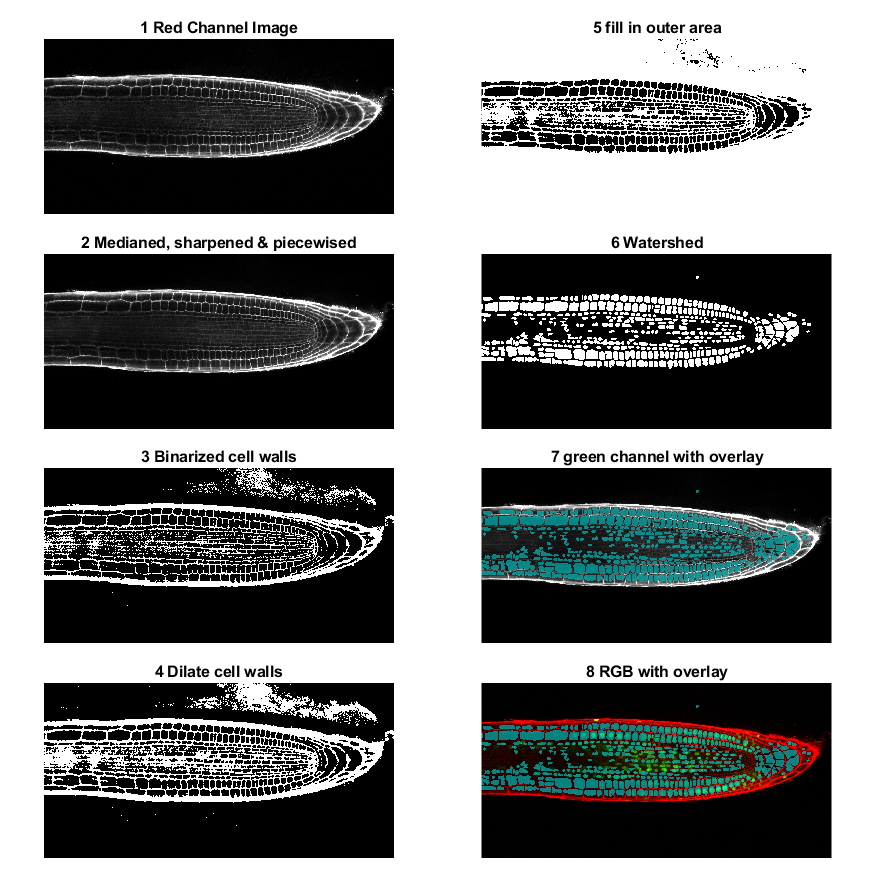 1 Red Channel Image
2 Medianed, sharpened & piecewised
3 Binarized cell walls
4 Dilate cell walls
5 fill in outer area
6 Watershed
7 green channel with overlay
8 RGB with overlay